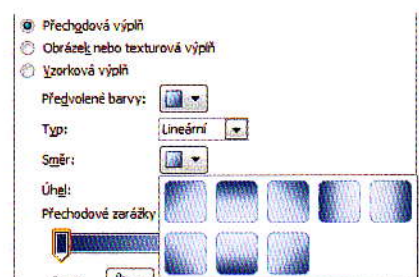 Přechodová výplň
Obrázek nebo texturová výplň
Vzorková výplň
Předvolené barvy:
Typ: Lineární
Směr:
Úhel:
Přechodové zarážky